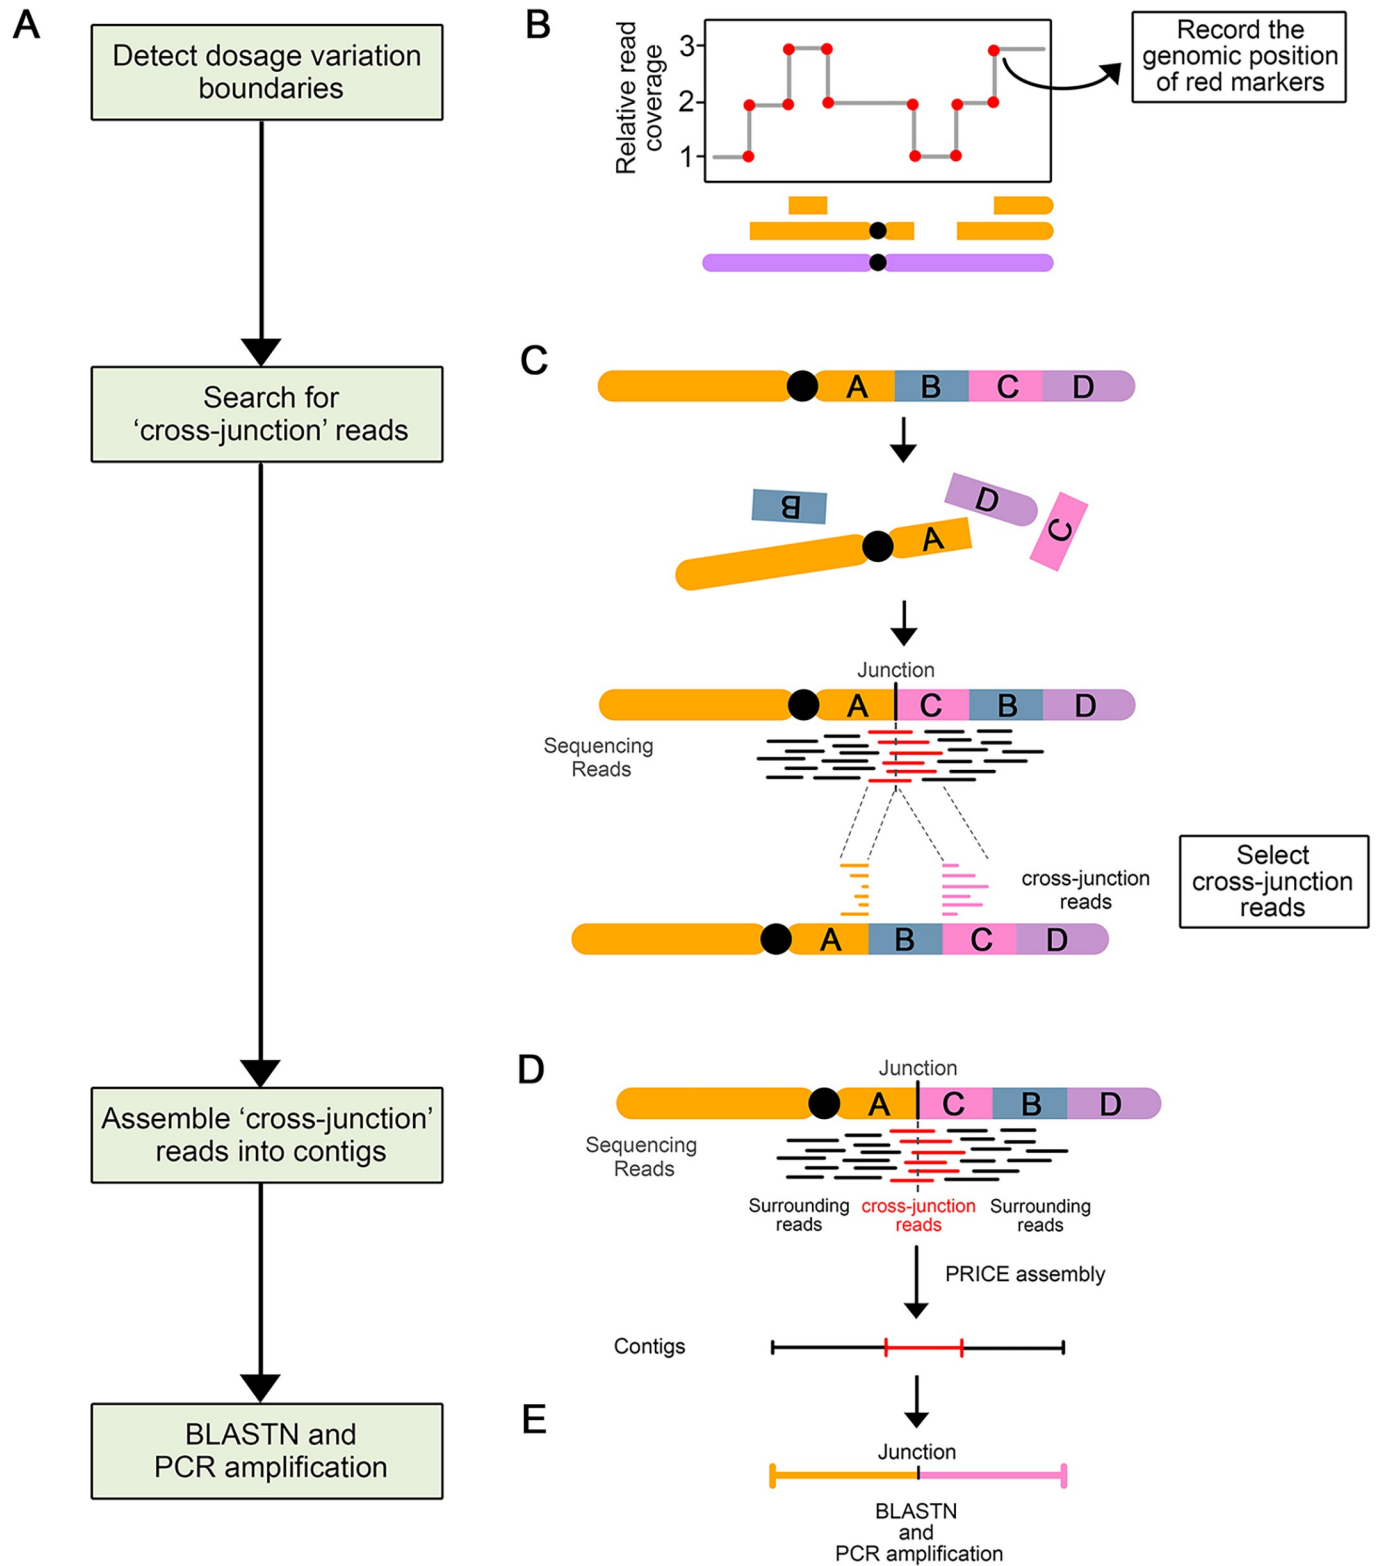 A
Detect dosage variation
boundaries
Search for
‘cross-junction’ reads
Assemble ‘cross-junction’
reads into contigs
BLASTN and
PCR amplification
B
Relative read
coverage
3
2
1
Record the
genomic position
of red markers
C
A B C D
B
A
D
C
Junction
A C B D
Sequencing
Reads
cross-junction
reads
Select
cross-junction
reads
A B C D
D
Junction
A C B D
Sequencing
Reads
Surrounding
reads
cross-junction
reads
Surrounding
reads
PRICE assembly
Contigs
E
Junction
BLASTN
and
PCR amplification